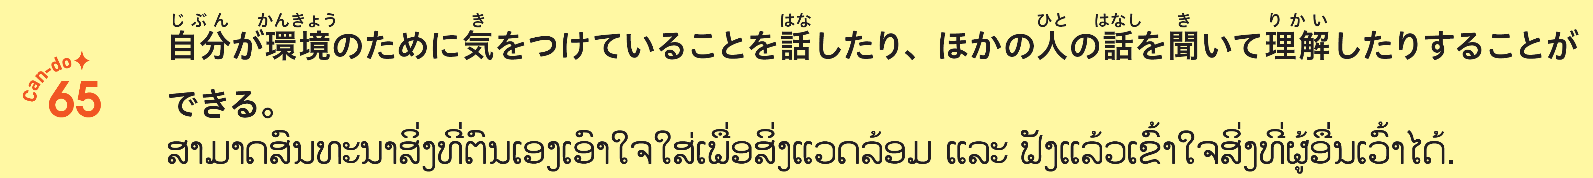 Can-do
65
じぶん かんきょう き はな ひと はなし き りかい
自分が環境のために気をつけていることを話したり、ほかの人の話を聞いて理解したりすることが
できる。
ສາມາດສົນທະນາສິ່ງທີ່ຕົນເອງເອົາໃຈໃສ່ເພື່ອສິ່ງແວດລ້ອມ ແລະ ຟັງແລ້ວເຂົ້າໃຈສິ່ງທີ່ຜູ້ອື່ນເວົ້າໄດ້.